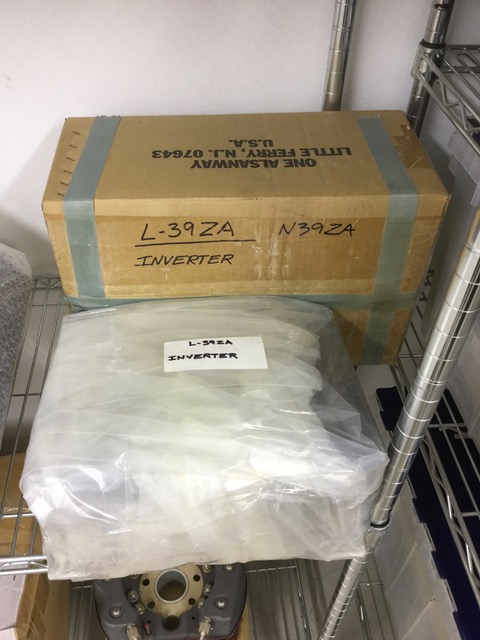 ONE ALSANWAY
LITTLE FERRY, N.J. 07643
U.S.A.
L-39ZA N39ZA
INVERTER
L-39ZA
INVERTER